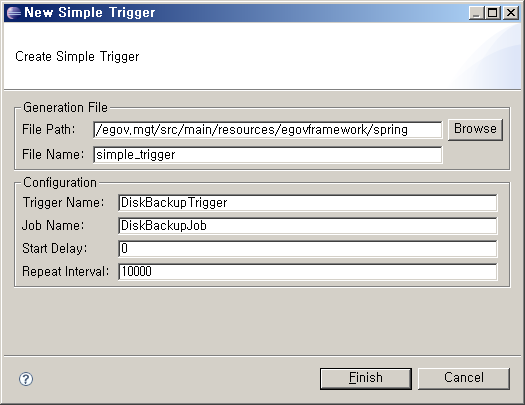 New Simple Trigger
Create Simple Trigger
Generation File
File Path: /egov.mgt/src/main/resources/egovframework/spring Browse
File Name: simple_trigger
Configuration
Trigger Name: DiskBackupTrigger
Job Name: DiskBackupJob
Start Delay: 0
Repeat Interval: 10000
? Finish Cancel